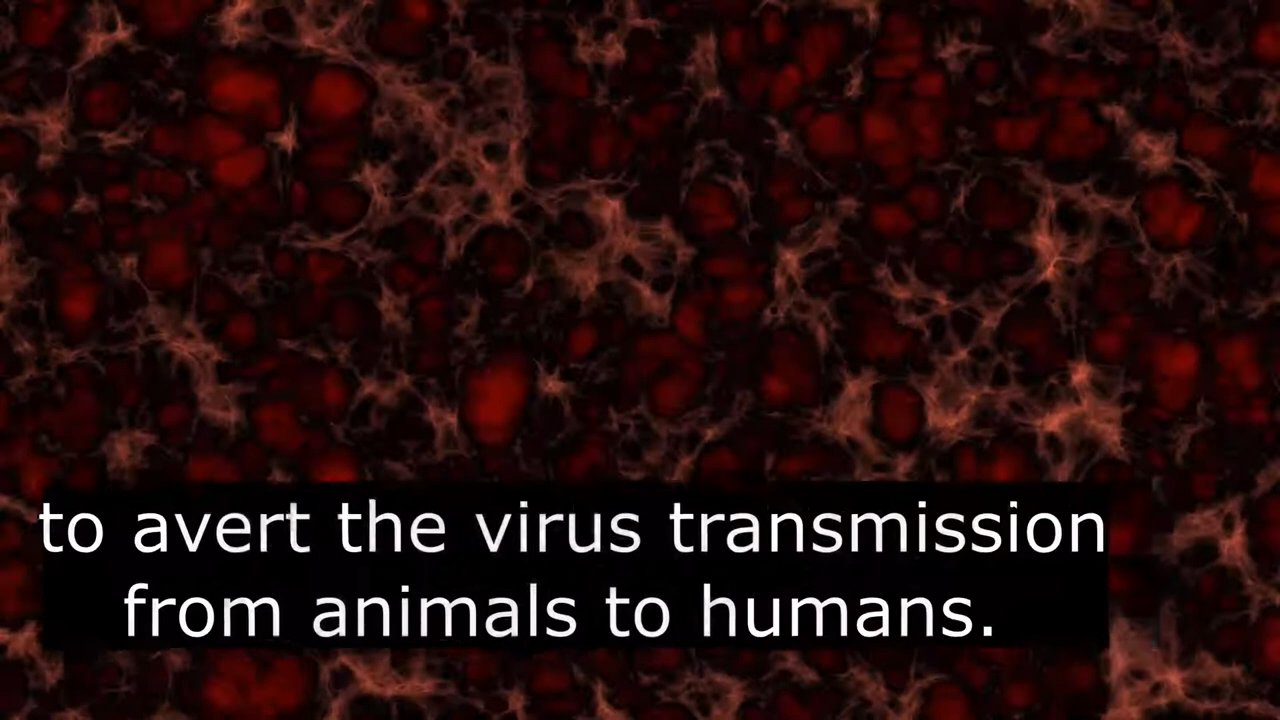 to avert the virus transmission
from animals to humans.